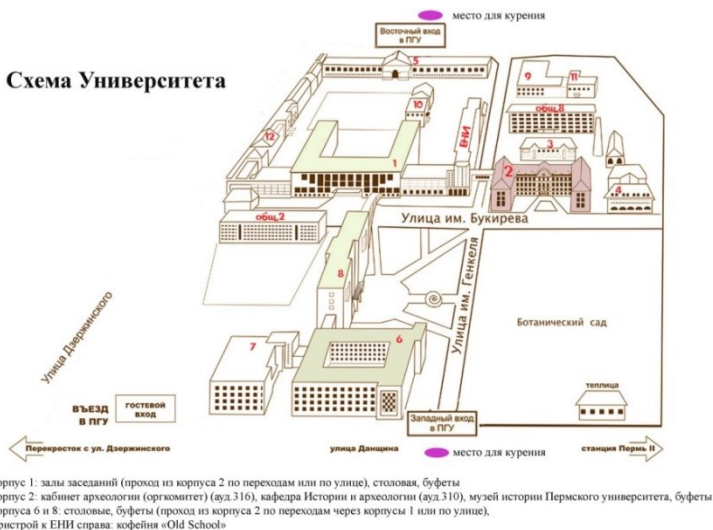 место для курения
Восточный вход
в ПГУ
Схема Университета
5
9
11
10
общ.8
12
ЕНИ
3
1
2
4
общ.2
Улица им. Букирева
8
Улица им. Генкеля
Улица Дзержинского
Ботанический сад
7
6
теплица
ВЪЕЗД
В ПГУ
гостевой
вход
Западный вход
в ПГУ
Перекресток с ул. Дзержинского
улица Данщина
место для курения
станция Пермь II
орпус 1: залы заседаний (проход из корпуса 2 по переходам или по улице), столовая, буфеты
орпус 2: кабинет археологии (оргкомитет) (ауд.316), кафедра Истории и археологии (ауд.310), музей истории Пермского университета, буфеты
орпуса 6 и 8: столовые, буфеты (проход из корпуса 2 по переходам через корпусы 1 или по улице),
ристрой к ЕНИ справа: кофейня «Old School»